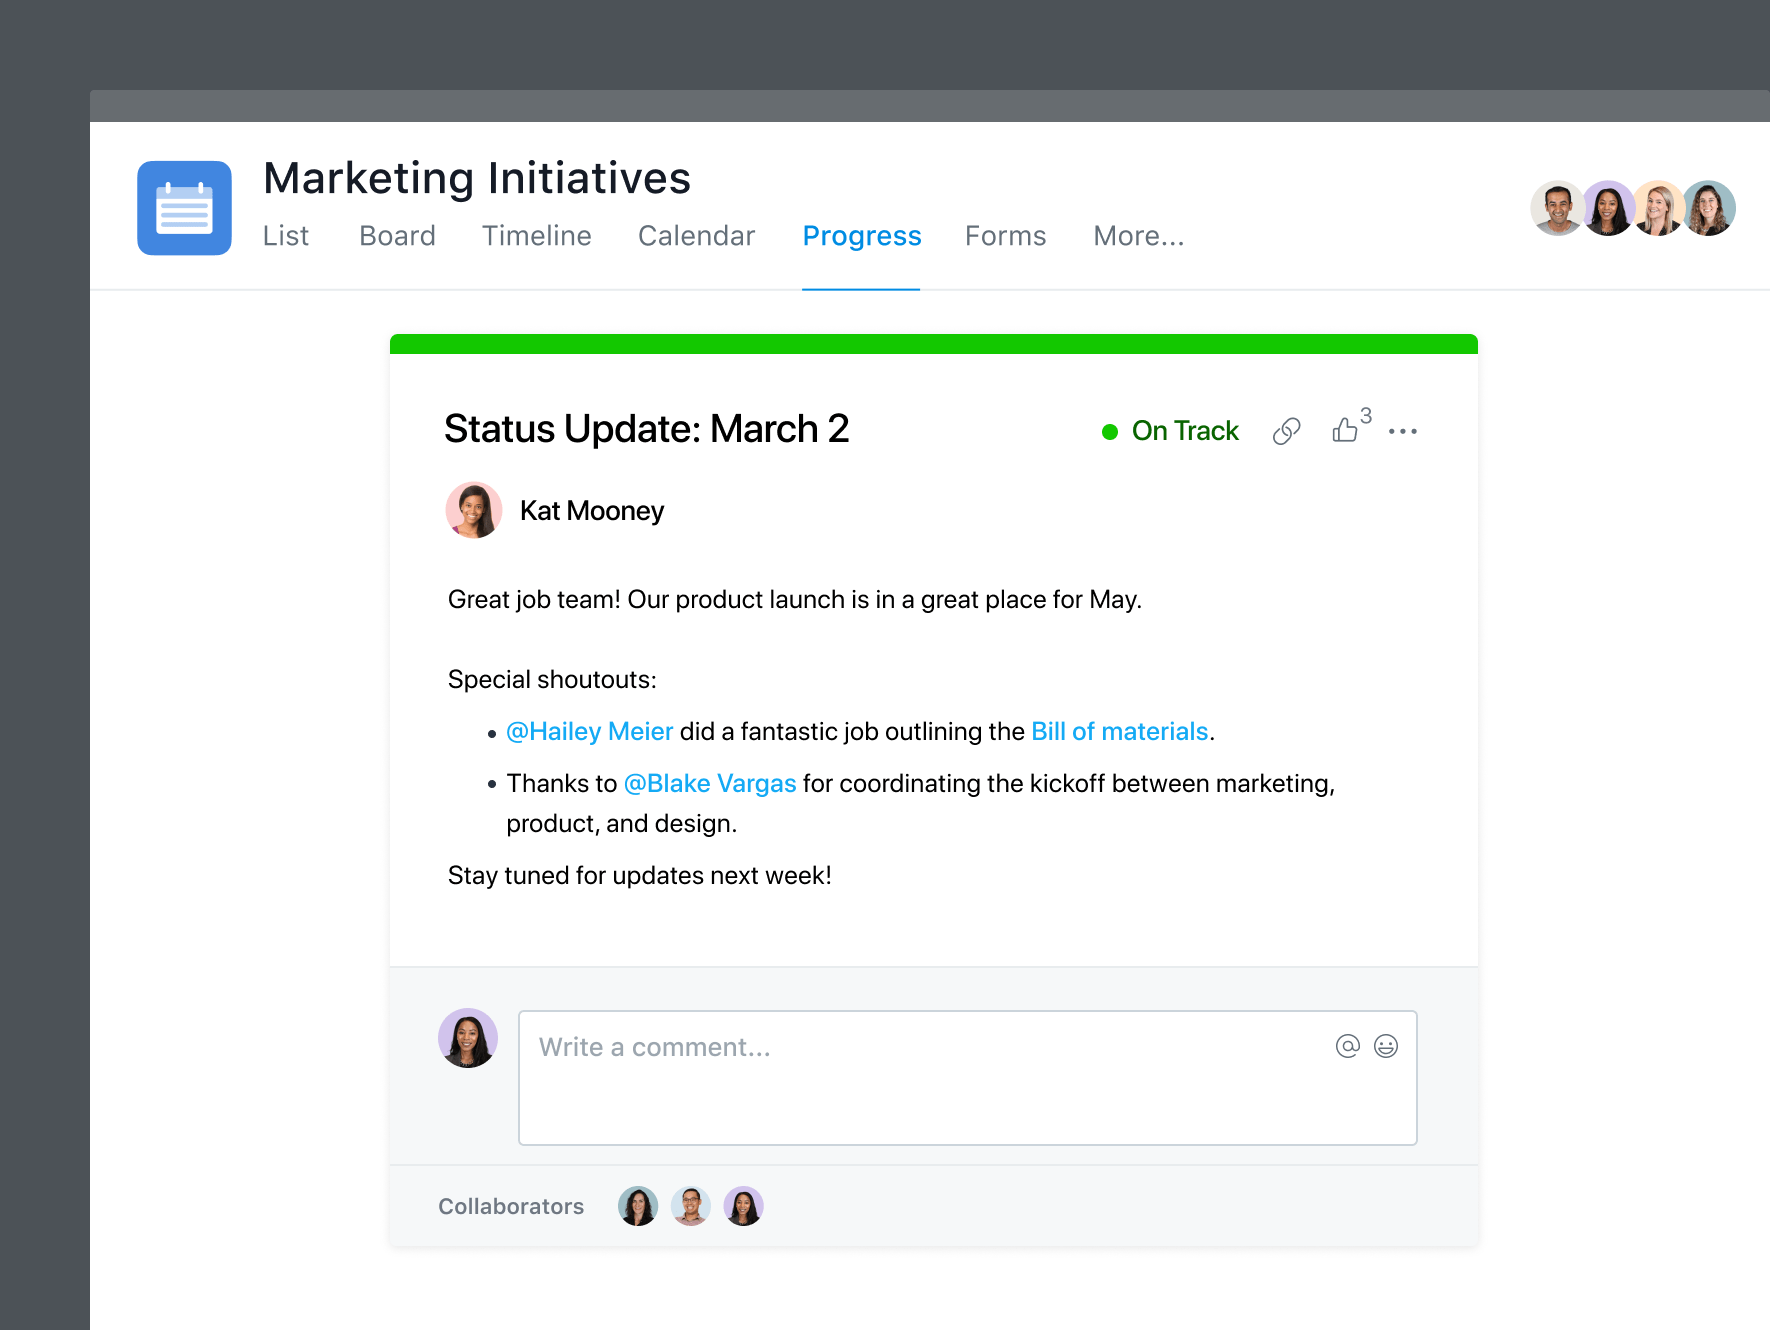 Marketing Initiatives
List Board Timeline Calendar Progress Forms More...
Status Update: March 2
On Track
3
Kat Mooney
Great job team! Our product launch is in a great place for May.
Special shoutouts:
• @Hailey Meier did a fantastic job outlining the Bill of materials.
• Thanks to @Blake Vargas for coordinating the kickoff between marketing,
product, and design.
Stay tuned for updates next week!
Write a comment...
Collaborators